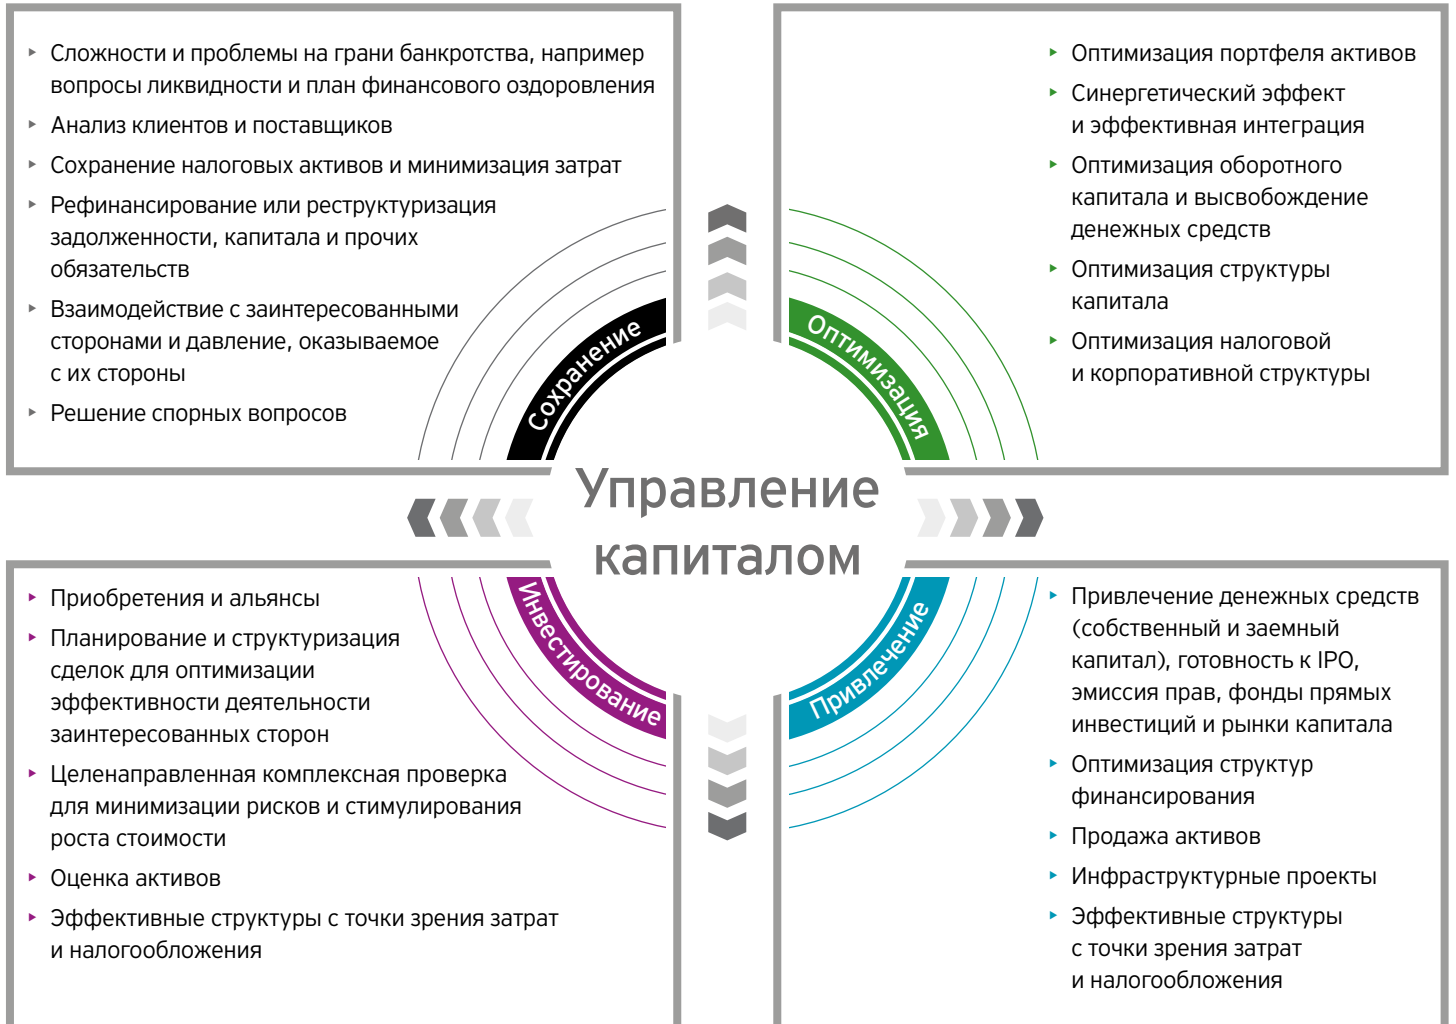 Сложности и проблемы на грани банкротства, например
вопросы ликвидности и план финансового оздоровления
Анализ клиентов и поставщиков
Сохранение налоговых активов и минимизация затрат
Рефинансирование или реструктуризация
задолженности, капитала и прочих
обязательств
Взаимодействие с заинтересованными
сторонами и давление, оказываемое
с их стороны
Решение спорных вопросов
Сохранение
Оптимизация портфеля активов
Синергетический эффект
и эффективная интеграция
Оптимизация оборотного
капитала и высвобождение
денежных средств
Оптимизация структуры
капитала
Оптимизация налоговой
и корпоративной структуры
Оптимизация
Управление
капиталом
Приобретения и альянсы
Планирование и структуризация
сделок для оптимизации
эффективности деятельности
заинтересованных сторон
Целенаправленная комплексная проверка
для минимизации рисков и стимулирования
роста стоимости
Оценка активов
Эффективные структуры с точки зрения затрат
и налогообложения
Инвестирование
Привлечение
Привлечение денежных средств
(собственный и заемный
капитал), готовность к IPO,
эмиссия прав, фонды прямых
инвестиций и рынки капитала
Оптимизация структур
финансирования
Продажа активов
Инфраструктурные проекты
Эффективные структуры
с точки зрения затрат
и налогообложения